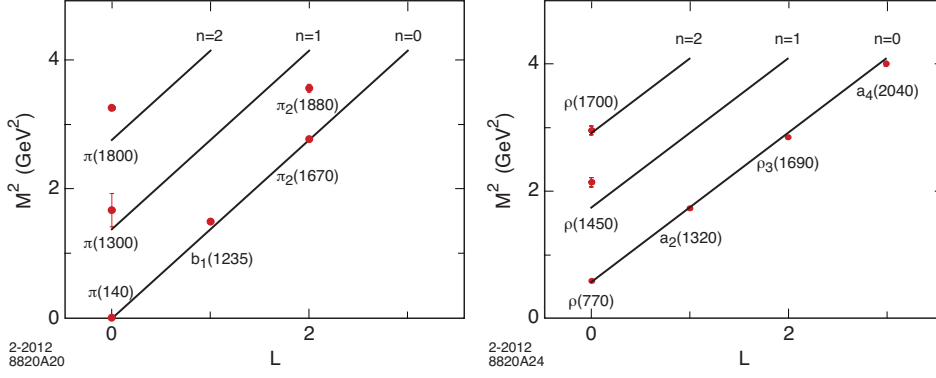 n=2 n=1 n=0
4
M² (GeV²)
π₂(1880)
π(1800)
π₂(1670)
2
π(1300)
b₁(1235)
π(140)
0
0 2
L
2-2012
8820A20
n=2 n=1 n=0
4
M² (GeV²)
a₄(2040)
ρ(1700)
ρ₃(1690)
2
ρ(1450)
a₂(1320)
ρ(770)
0
0 2
L
2-2012
8820A24